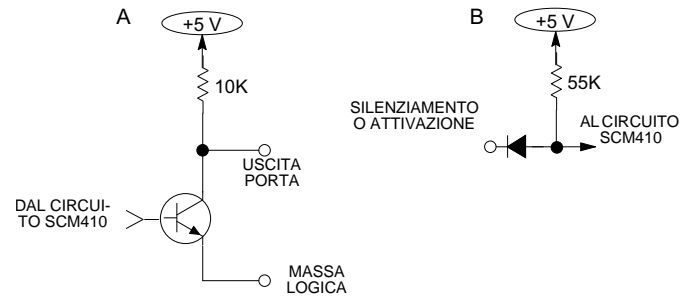 A
+5 V
10K
USCITA
PORTA
DAL CIRCUI-
TO SCM410
MASSA
LOGICA
B
+5 V
55K
SILENZIAMENTO
O ATTIVAZIONE
AL CIRCUITO
SCM410